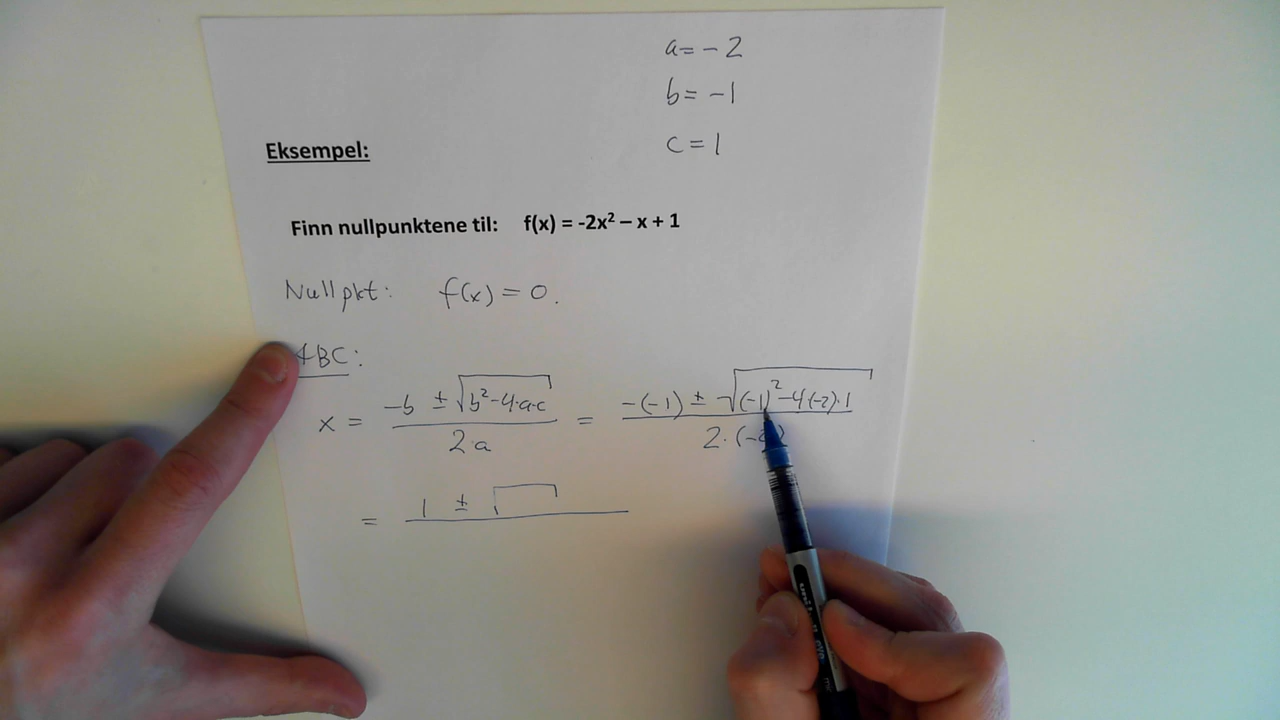 a = -2
b = -1
c = 1
Eksempel:
Finn nullpunktene til: f(x) = -2x² – x + 1
Nullpkt: f(x) = 0.
ABC:
x = (-b ± √(b²-4·a·c)) / (2·a) = (-(-1) ± √((-1)²-4(-2)·1)) / (2·(-2))
= 1 ± √